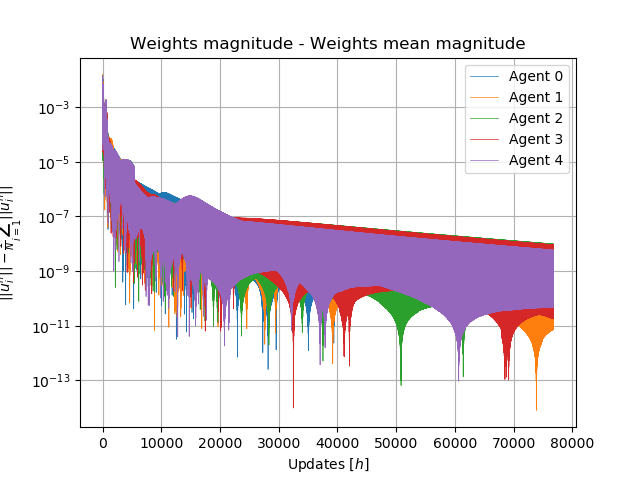 Weights magnitude - Weights mean magnitude
Agent 0
Agent 1
Agent 2
Agent 3
Agent 4
10⁻³
10⁻⁵
10⁻⁷
10⁻⁹
10⁻¹¹
10⁻¹³
0 10000 20000 30000 40000 50000 60000 70000 80000
Updates [h]